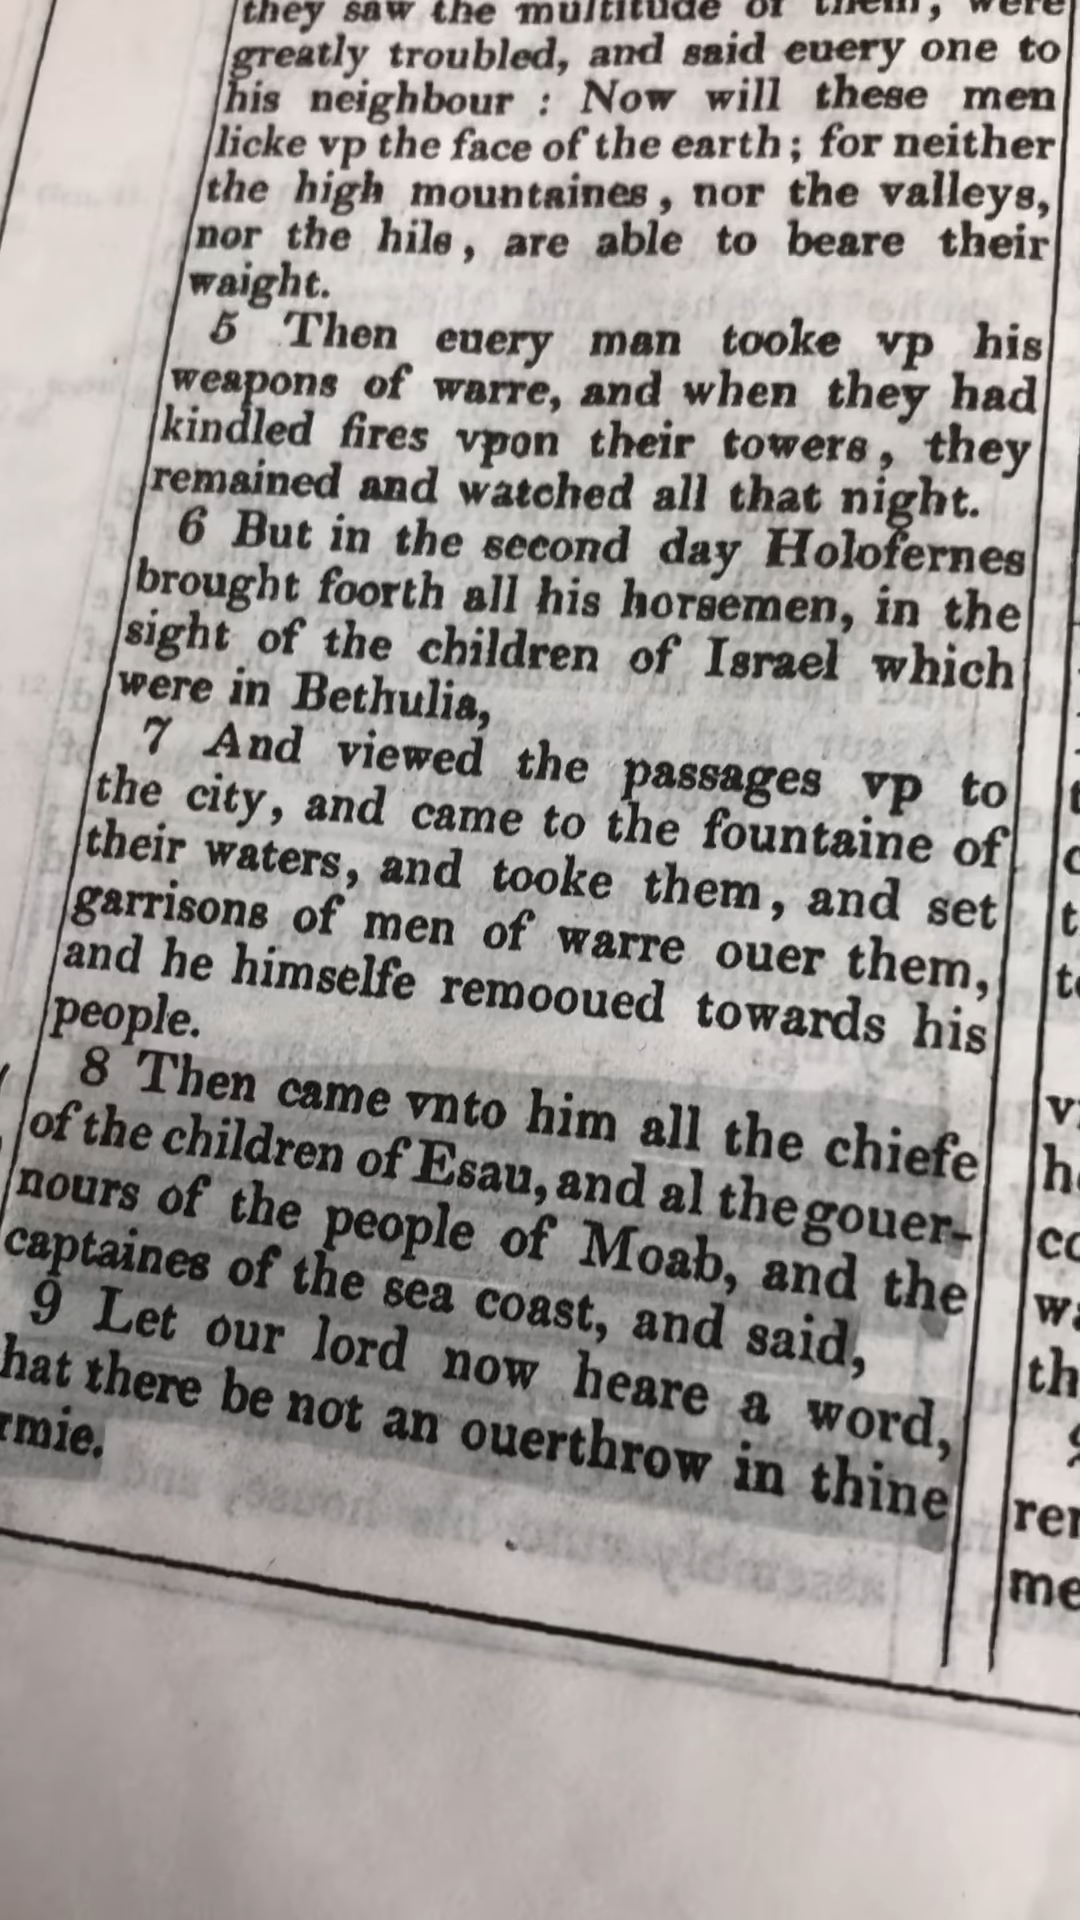 they saw the multitude of them, were
greatly troubled, and said euery one to
his neighbour : Now will these men
licke vp the face of the earth; for neither
the high mountaines, nor the valleys,
nor the hils, are able to beare their
waight.
5 Then euery man tooke vp his
weapons of warre, and when they had
kindled fires vpon their towers, they
remained and watched all that night.
6 But in the second day Holofernes
brought foorth all his horsemen, in the
sight of the children of Israel which
were in Bethulia,
7 And viewed the passages vp to
the city, and came to the fountaine of
their waters, and tooke them, and set
garrisons of men of warre ouer them,
and he himselfe remooued towards his
people.
8 Then came vnto him all the chiefe
of the children of Esau, and al the gouer-
nours of the people of Moab, and the
captaines of the sea coast, and said,
9 Let our lord now heare a word,
hat there be not an ouerthrow in thine
rmie.